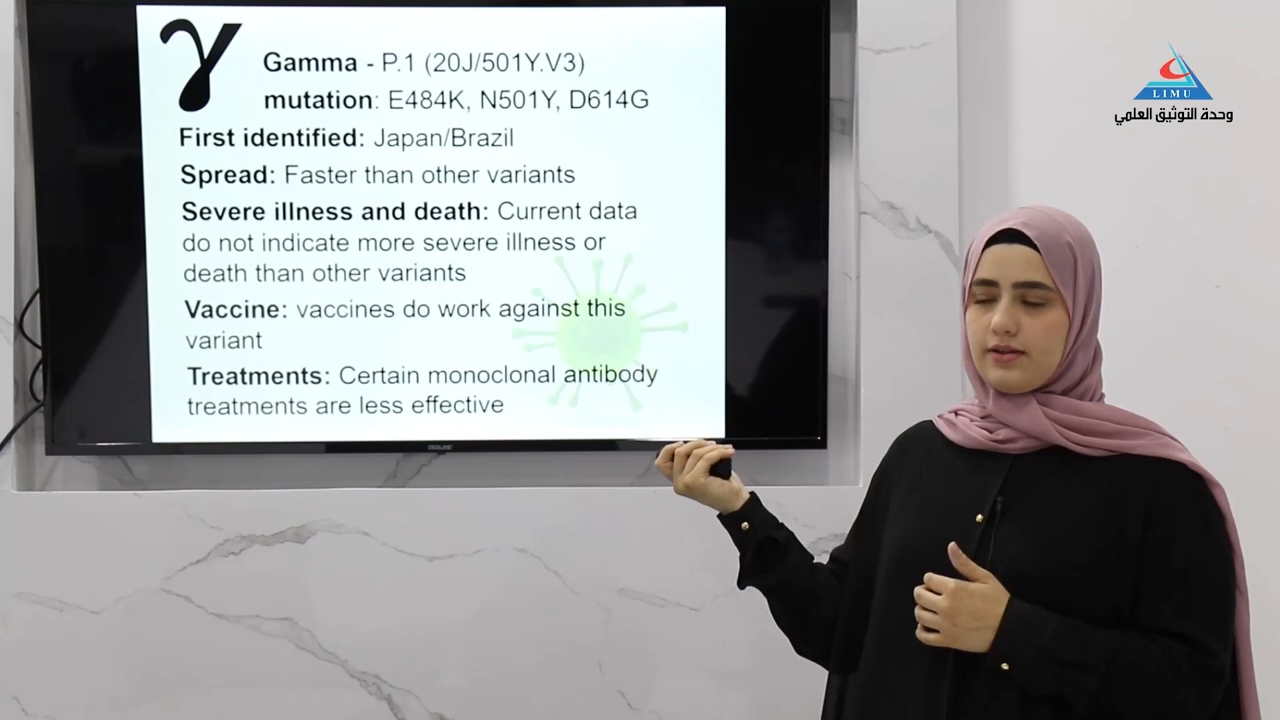 γ
Gamma - P.1 (20J/501Y.V3)
mutation: E484K, N501Y, D614G
First identified: Japan/Brazil
Spread: Faster than other variants
Severe illness and death: Current data
do not indicate more severe illness or
death than other variants
Vaccine: vaccines do work against this
variant
Treatments: Certain monoclonal antibody
treatments are less effective
LIMU
وحدة التوثيق العلمي